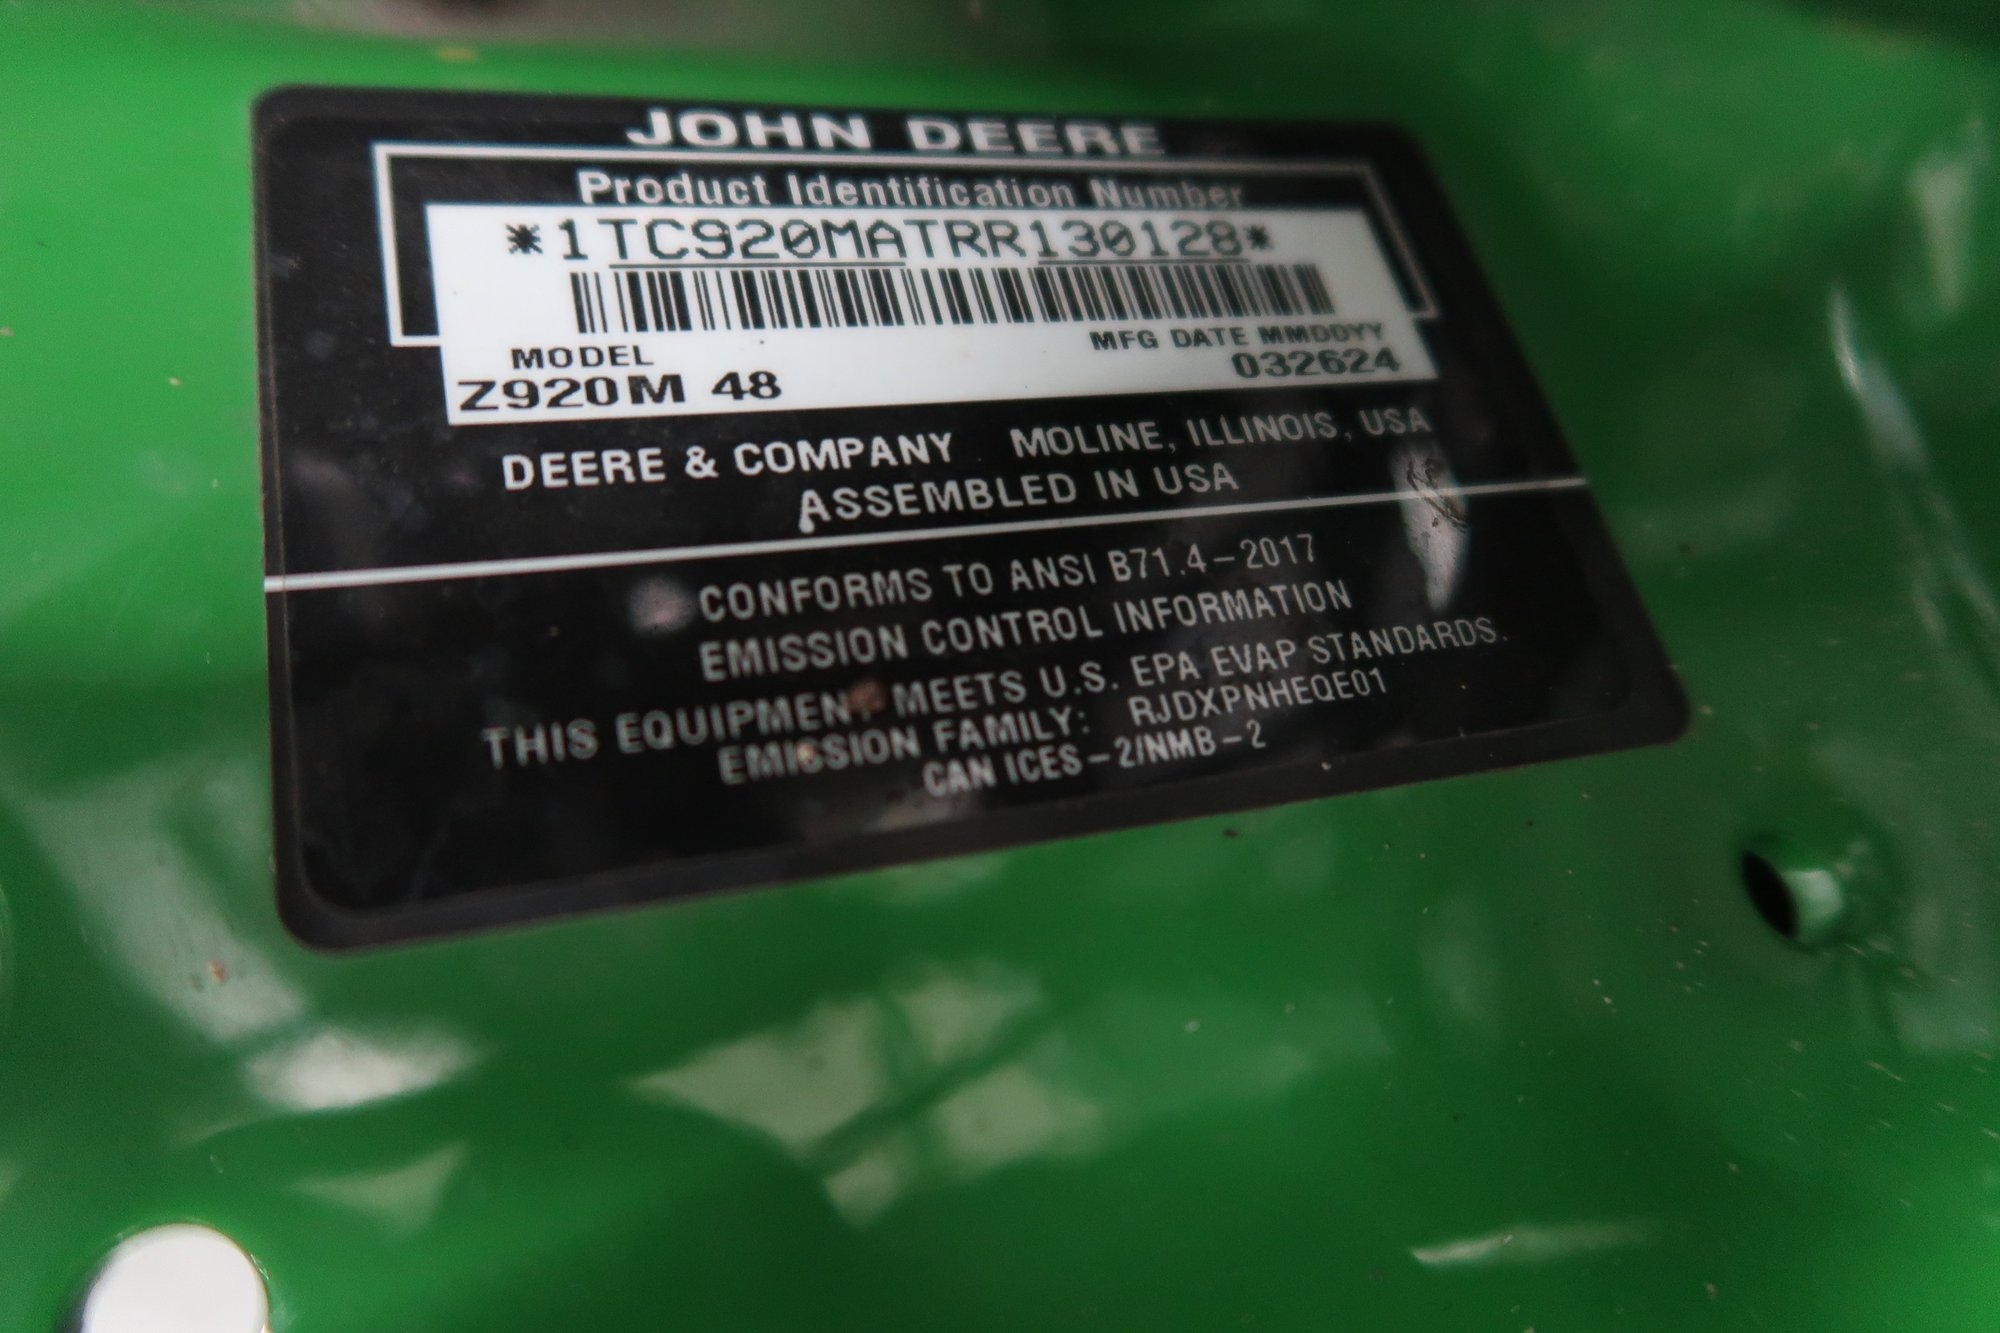 JOHN DEERE
Product Identification Number
*1TC920MATRR130128*
MODEL
MFG DATE MMDDYY
Z920M 48
032624
DEERE & COMPANY MOLINE, ILLINOIS, USA
ASSEMBLED IN USA
CONFORMS TO ANSI B71.4-2017
EMISSION CONTROL INFORMATION
THIS EQUIPMENT MEETS U.S. EPA EVAP STANDARDS.
EMISSION FAMILY: RJDXPNHEQE01
CAN ICES-2/NMB-2